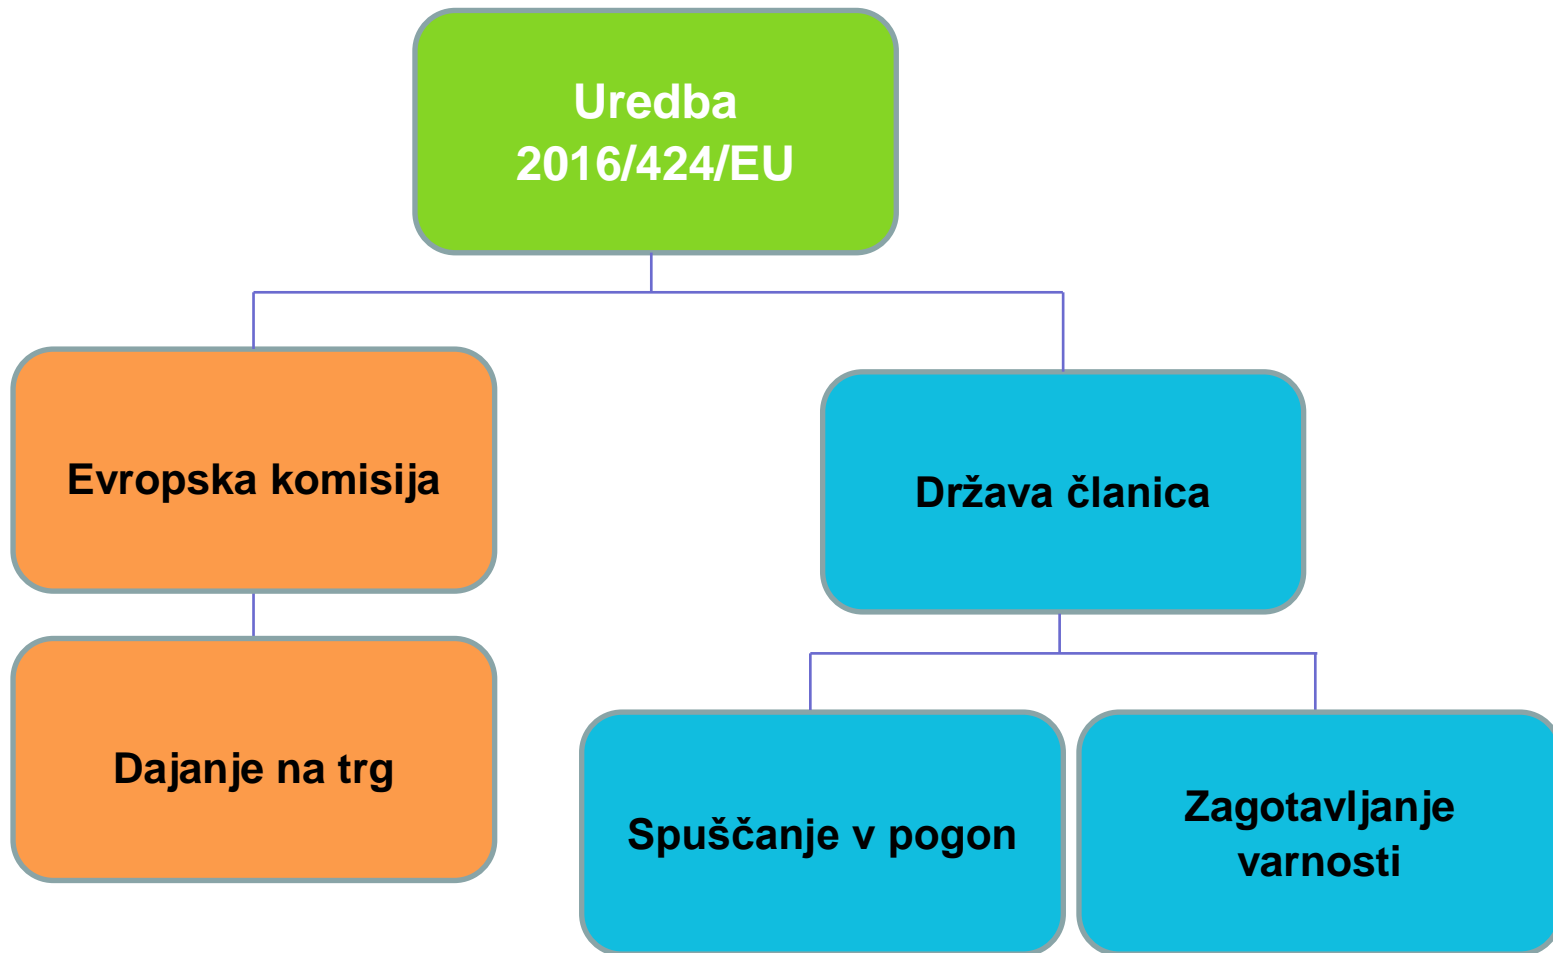 Uredba
2016/424/EU
Evropska komisija
Država članica
Dajanje na trg
Spuščanje v pogon
Zagotavljanje
varnosti